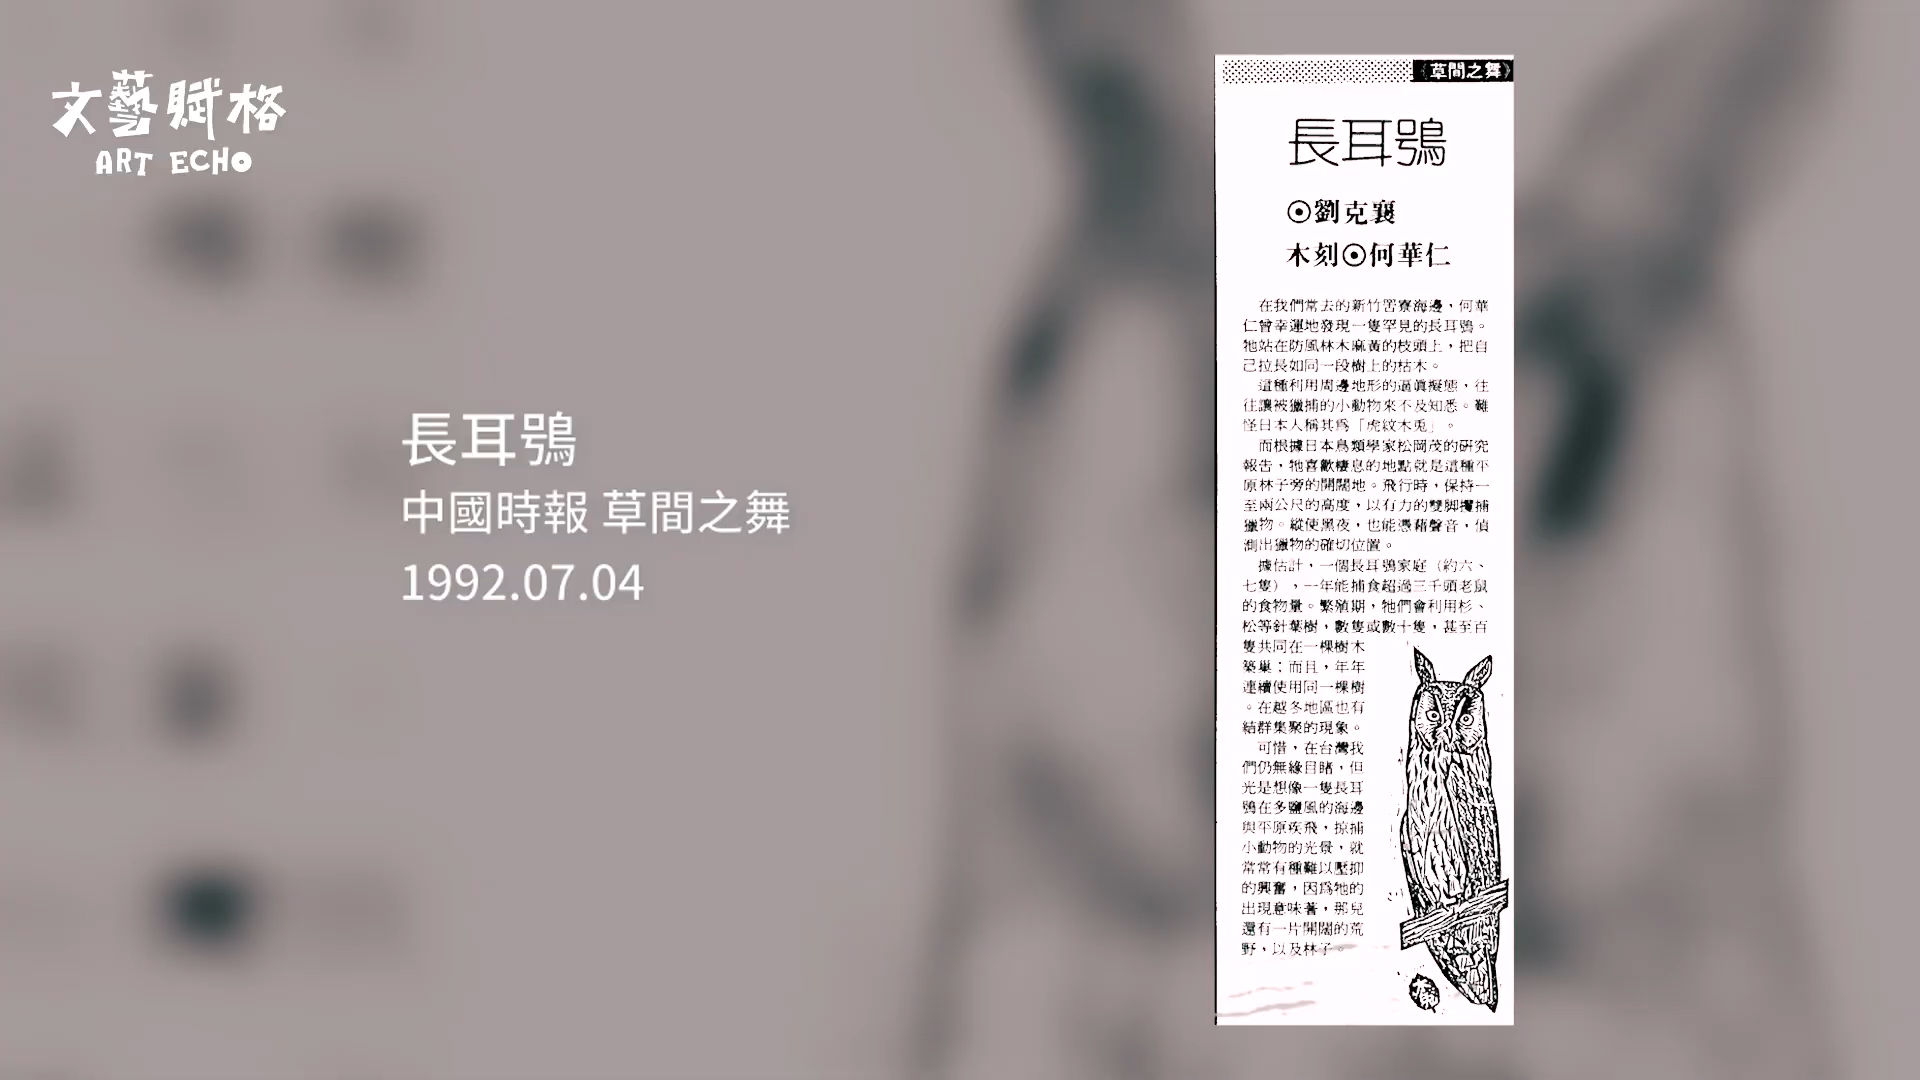 文藝賦格
ART ECHO
長耳鴞
中國時報 草間之舞
1992.07.04
《草間之舞》
長耳鴞
⊙劉克襄
木刻⊙何華仁
在我們常去的新竹苦寮海邊，何華
仁曾幸運地發現一隻罕見的長耳鴞。
牠站在防風林木麻黃的枝頭上，把自
己拉長如同一段樹上的枯木。
這種利用周邊地形的逼真擬態，往
往讓被獵捕的小動物來不及知悉。難
怪日本人稱其為「虎紋木兎」。
而根據日本鳥類學家松岡茂的研究
報告，牠喜歡棲息的地點就是這種平
原林子旁的開闊地。飛行時，保持一
至兩公尺的高度，以有力的雙脚攫捕
獵物。縱使黑夜，也能憑藉聲音，偵
測出獵物的確切位置。
據估計，一個長耳鴞家庭（約六、
七隻），一年能捕食超過三千頭老鼠
的食物量。繁殖期，牠們會利用杉、
松等針葉樹，數隻或數十隻，甚至百
隻共同在一棵樹木
築巢；而且，年年
連續使用同一棵樹
。在越冬地區也有
結群集聚的現象。
可惜，在台灣我
們仍無緣目睹，但
光是想像一隻長耳
鴞在多鹽風的海邊
與平原疾飛，掠捕
小動物的光景，就
常常有種難以壓抑
的興奮，因為牠的
出現意味著，那兒
還有一片開闊的荒
野，以及林子。